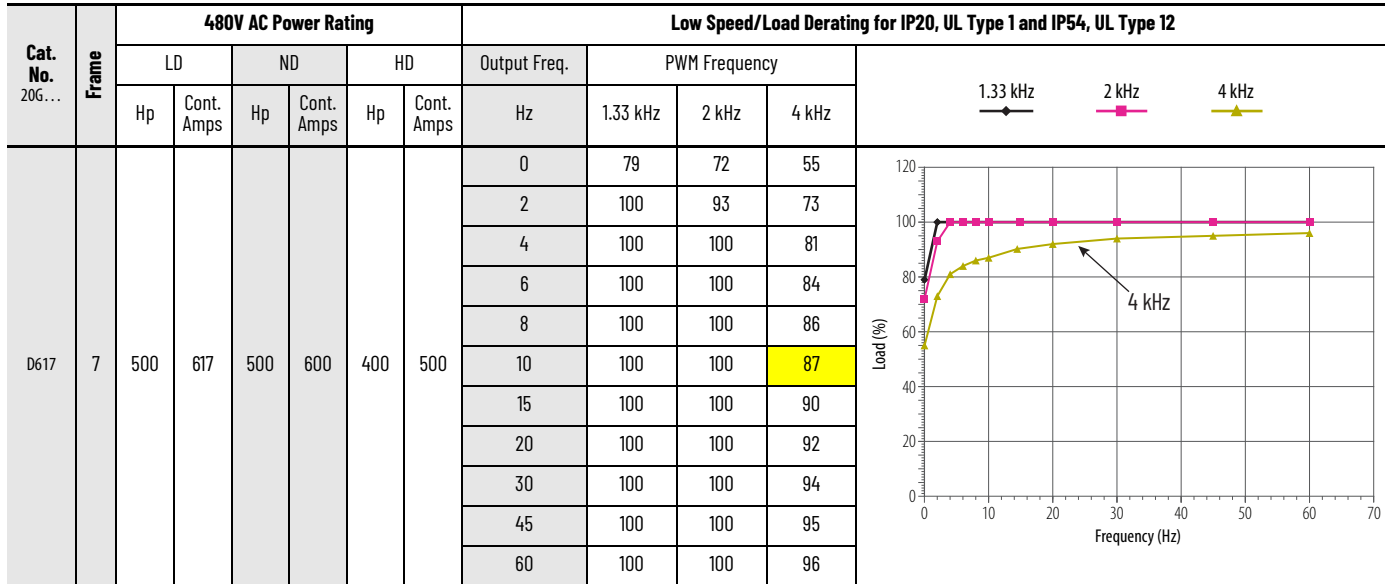 480V AC Power Rating
Low Speed/Load Derating for IP20, UL Type 1 and IP54, UL Type 12
Cat. No. 20G…
Frame
LD ND HD
Output Freq.
PWM Frequency
Hp Cont. Amps Hp Cont. Amps Hp Cont. Amps
Hz 1.33 kHz 2 kHz 4 kHz
1.33 kHz 2 kHz 4 kHz
D617 7 500 617 500 600 400 500
0 79 72 55
2 100 93 73
4 100 100 81
6 100 100 84
8 100 100 86
10 100 100 87
15 100 100 90
20 100 100 92
30 100 100 94
45 100 100 95
60 100 100 96
120
100
80
60
40
20
0
Load (%)
4 kHz
0 10 20 30 40 50 60 70
Frequency (Hz)